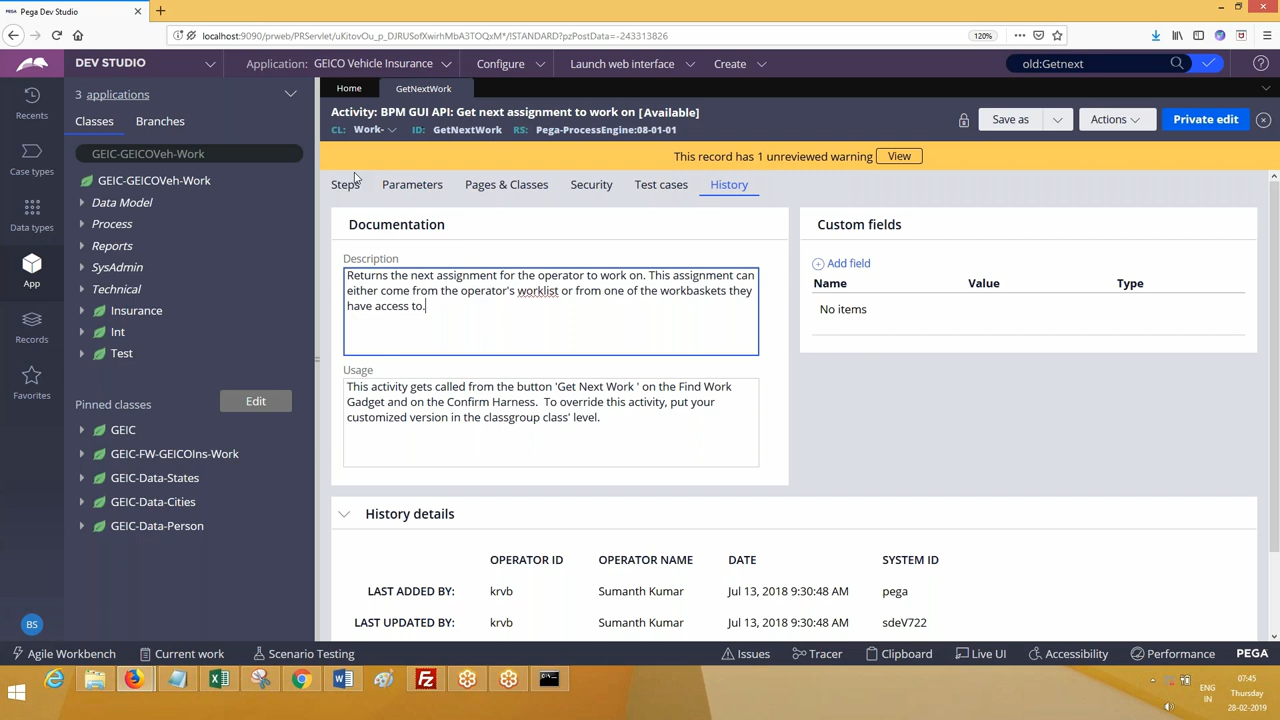 Pega Dev Studio
localhost:9090/prweb/PRServlet/uKitovOu_p_DJRUSofXwirhMbA3TOQxM*/!STANDARD?pzPostData=-243313826
120%
DEV STUDIO
Application: GEICO Vehicle Insurance
Configure
Launch web interface
Create
old:Getnext
Recents
Case types
Data types
App
Records
Favorites
BS
3 applications
Classes
Branches
GEIC-GEICOVeh-Work
GEIC-GEICOVeh-Work
Data Model
Process
Reports
SysAdmin
Technical
Insurance
Int
Test
Pinned classes
Edit
GEIC
GEIC-FW-GEICOIns-Work
GEIC-Data-States
GEIC-Data-Cities
GEIC-Data-Person
Home
GetNextWork
Activity: BPM GUI API: Get next assignment to work on [Available]
CL: Work- ID: GetNextWork RS: Pega-ProcessEngine:08-01-01
Save as
Actions
Private edit
This record has 1 unreviewed warning View
Steps
Parameters
Pages & Classes
Security
Test cases
History
Documentation
Description
Returns the next assignment for the operator to work on. This assignment can
either come from the operator's worklist or from one of the workbaskets they
have access to.
Usage
This activity gets called from the button 'Get Next Work ' on the Find Work
Gadget and on the Confirm Harness.  To override this activity, put your
customized version in the classgroup class' level.
Custom fields
Add field
Name Value Type
No items
History details
OPERATOR ID OPERATOR NAME DATE SYSTEM ID
LAST ADDED BY: krvb Sumanth Kumar Jul 13, 2018 9:30:48 AM pega
LAST UPDATED BY: krvb Sumanth Kumar Jul 13, 2018 9:30:48 AM sdeV722
Agile Workbench
Current work
Scenario Testing
Issues
Tracer
Clipboard
Live UI
Accessibility
Performance
PEGA
ENG
IN
07:45
Thursday
28-02-2019